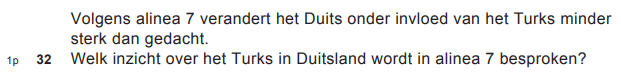 Volgens alinea 7 verandert het Duits onder invloed van het Turks minder
sterk dan gedacht.
1p 32 Welk inzicht over het Turks in Duitsland wordt in alinea 7 besproken?